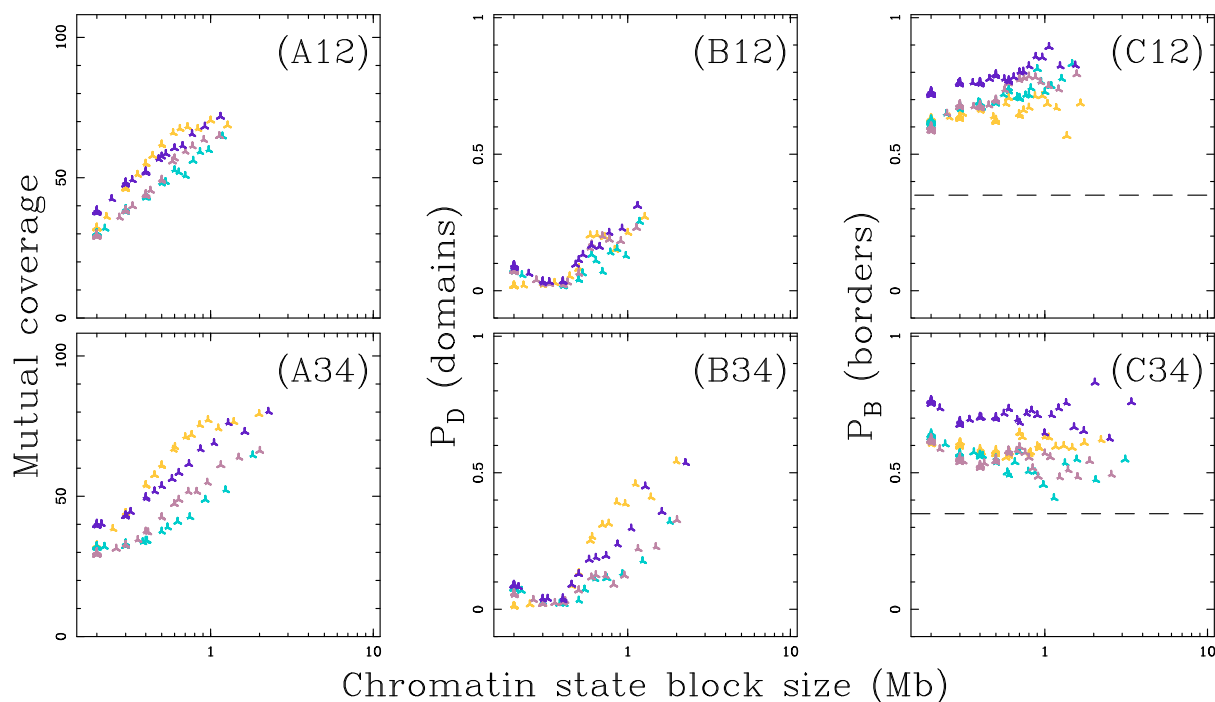 (A12)
(B12)
(C12)
100
50
0
1
0.5
0
1
0.5
0
Mutual coverage
P_D (domains)
P_B (borders)
(A34)
(B34)
(C34)
100
50
0
1
0.5
0
1
0.5
0
1
10
1
10
1
10
Chromatin state block size (Mb)